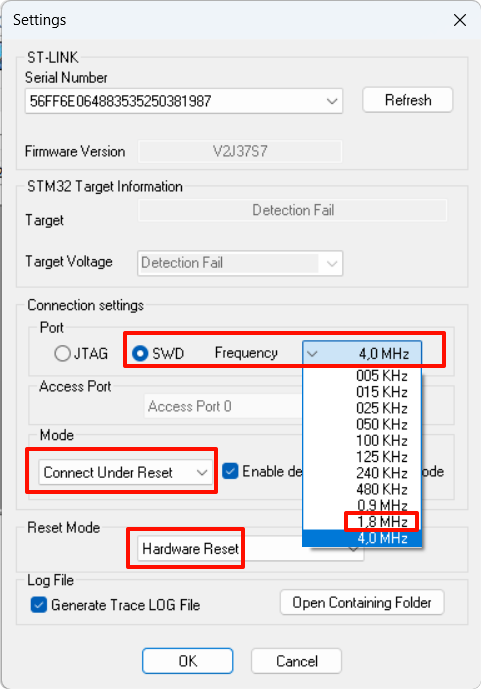 Settings
ST-LINK
Serial Number
56FF6E064883535250381987
Refresh
Firmware Version
V2J37S7
STM32 Target Information
Target
Detection Fail
Target Voltage
Detection Fail
Connection settings
Port
JTAG
SWD
Frequency
4,0 MHz
005 KHz
015 KHz
025 KHz
050 KHz
100 KHz
125 KHz
240 KHz
480 KHz
0,9 MHz
1,8 MHz
4,0 MHz
Access Port
Access Port 0
Mode
Connect Under Reset
Enable de
ode
Reset Mode
Hardware Reset
Log File
Generate Trace LOG File
Open Containing Folder
OK
Cancel